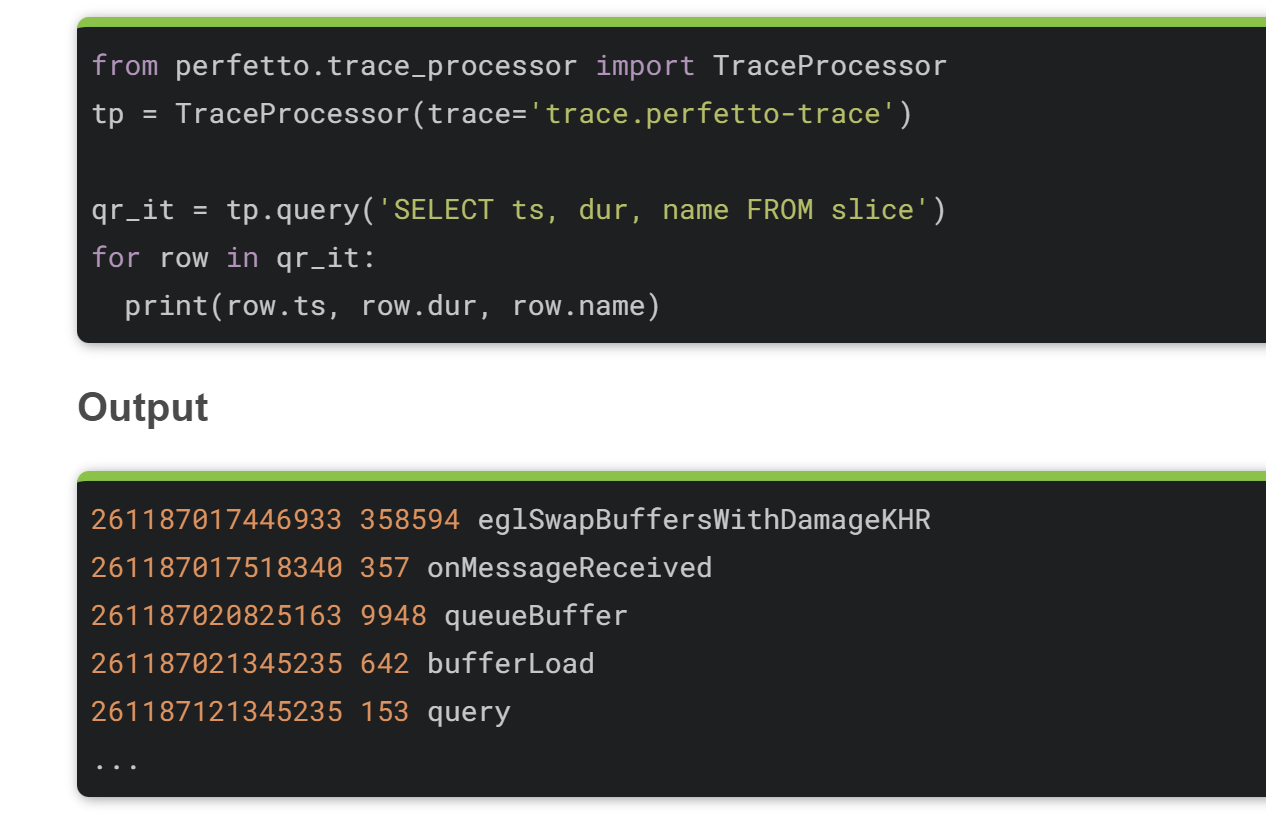 from perfetto.trace_processor import TraceProcessor
tp = TraceProcessor(trace='trace.perfetto-trace')

qr_it = tp.query('SELECT ts, dur, name FROM slice')
for row in qr_it:
  print(row.ts, row.dur, row.name)
Output
261187017446933 358594 eglSwapBuffersWithDamageKHR
261187017518340 357 onMessageReceived
261187020825163 9948 queueBuffer
261187021345235 642 bufferLoad
261187121345235 153 query
...